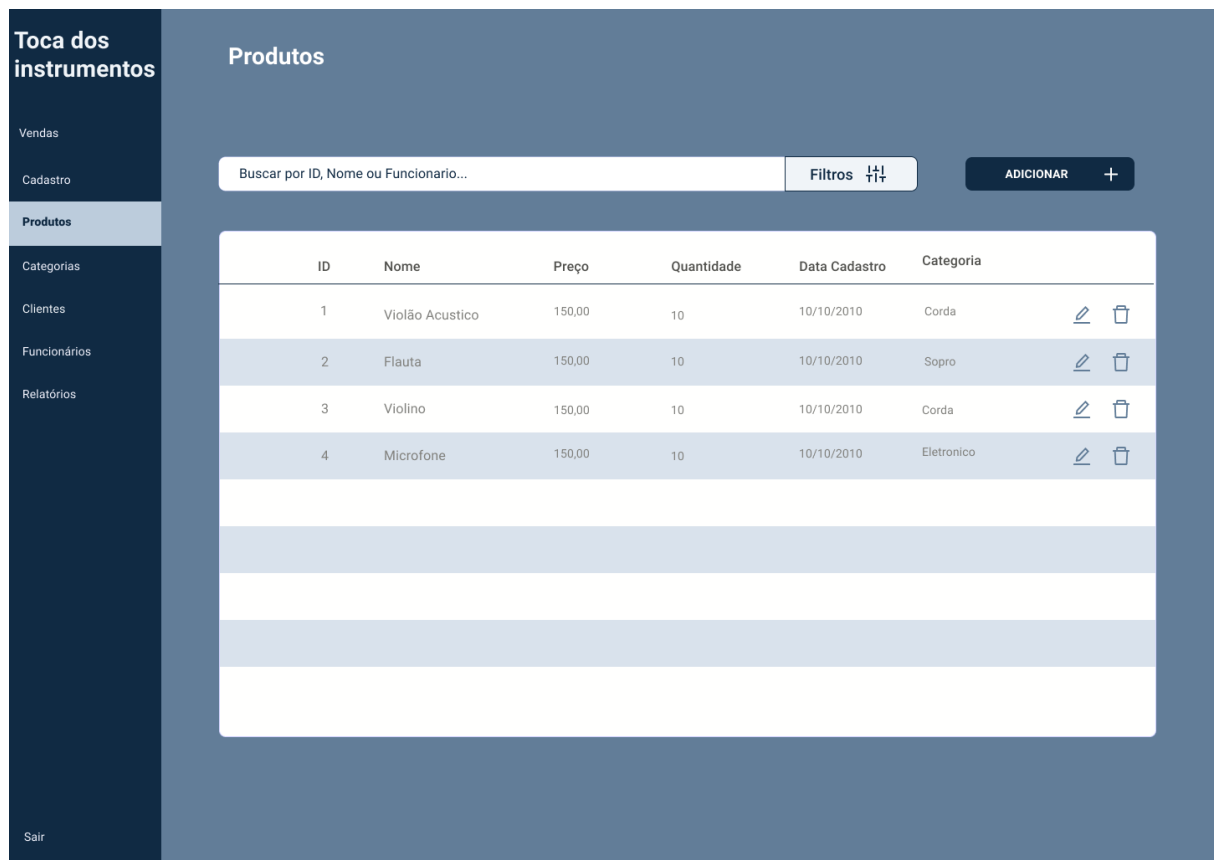 Toca dos
instrumentos
Vendas
Cadastro
Produtos
Categorias
Clientes
Funcionários
Relatórios
Sair
Produtos
Buscar por ID, Nome ou Funcionario...
Filtros
ADICIONAR
ID Nome Preço Quantidade Data Cadastro Categoria
1 Violão Acustico 150,00 10 10/10/2010 Corda
2 Flauta 150,00 10 10/10/2010 Sopro
3 Violino 150,00 10 10/10/2010 Corda
4 Microfone 150,00 10 10/10/2010 Eletronico